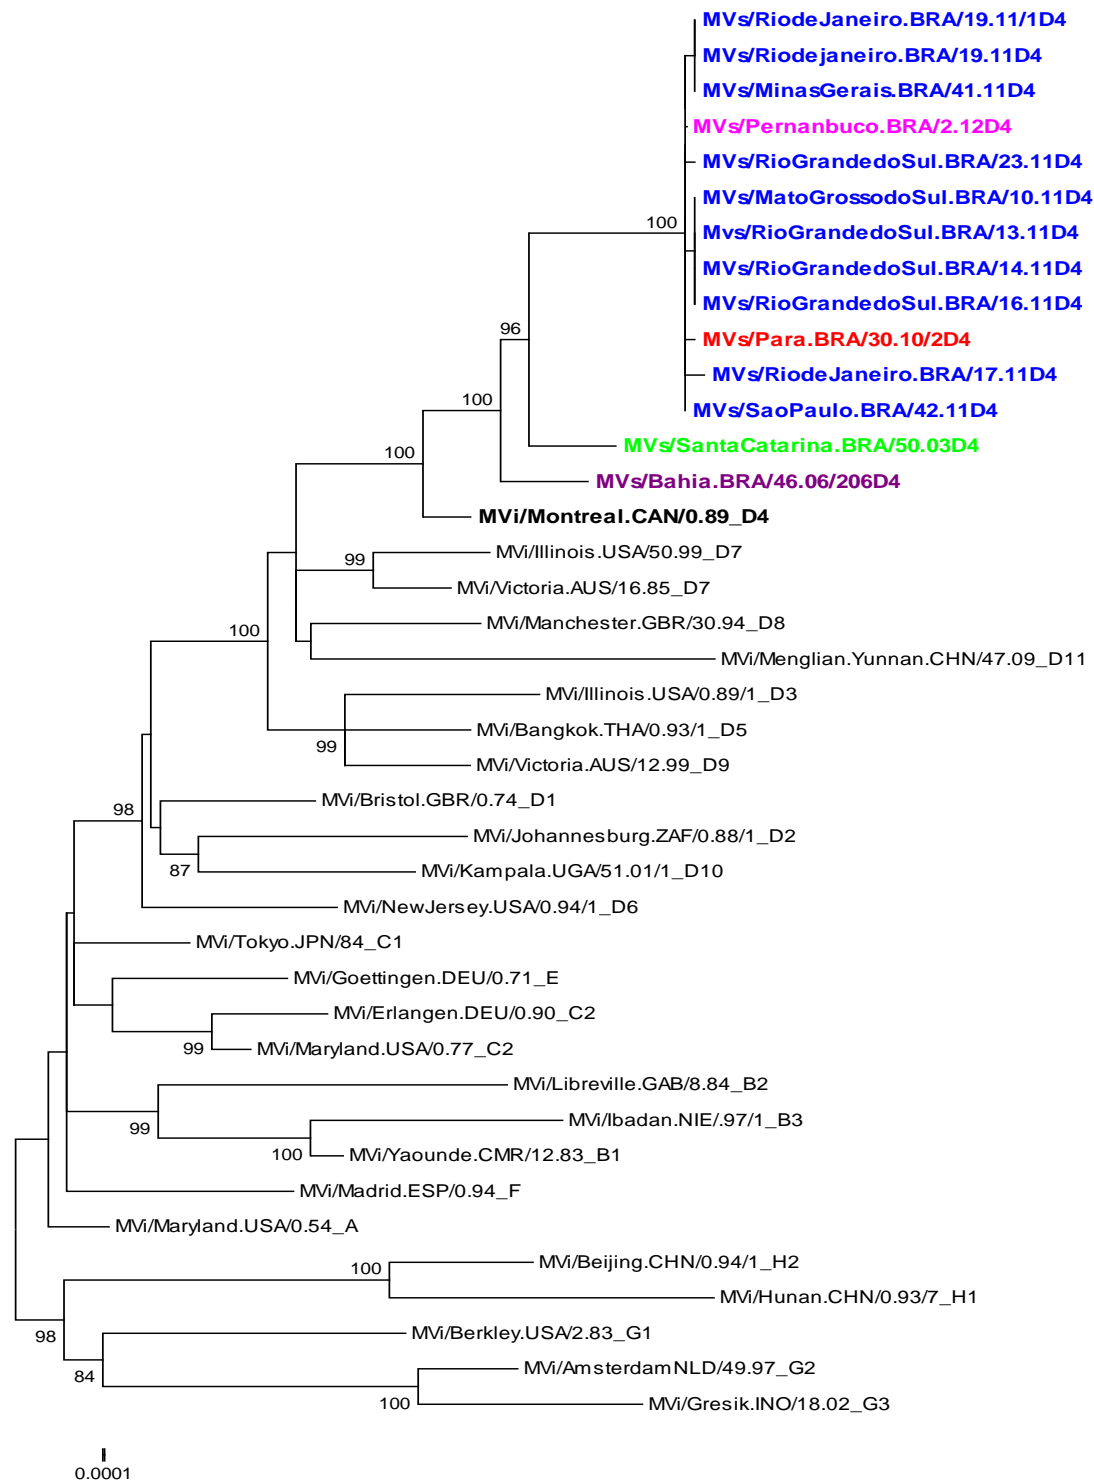 MVs/RiodeJaneiro.BRA/19.11/1D4
MVs/Riodejaneiro.BRA/19.11D4
MVs/MinasGerais.BRA/41.11D4
MVs/Pernanbuco.BRA/2.12D4
MVs/RioGrandedoSul.BRA/23.11D4
MVs/MatoGrossodoSul.BRA/10.11D4
100
Mvs/RioGrandedoSul.BRA/13.11D4
MVs/RioGrandedoSul.BRA/14.11D4
MVs/RioGrandedoSul.BRA/16.11D4
96
MVs/Para.BRA/30.10/2D4
MVs/RiodeJaneiro.BRA/17.11D4
100
MVs/SaoPaulo.BRA/42.11D4
MVs/SantaCatarina.BRA/50.03D4
100
MVs/Bahia.BRA/46.06/206D4
MVi/Montreal.CAN/0.89_D4
MVi/Illinois.USA/50.99_D7
99
MVi/Victoria.AUS/16.85_D7
MVi/Manchester.GBR/30.94_D8
100
MVi/Menglian.Yunnan.CHN/47.09_D11
MVi/Illinois.USA/0.89/1_D3
MVi/Bangkok.THA/0.93/1_D5
99
MVi/Victoria.AUS/12.99_D9
MVi/Bristol.GBR/0.74_D1
98
MVi/Johannesburg.ZAF/0.88/1_D2
87
MVi/Kampala.UGA/51.01/1_D10
MVi/NewJersey.USA/0.94/1_D6
MVi/Tokyo.JPN/84_C1
MVi/Goettingen.DEU/0.71_E
MVi/Erlangen.DEU/0.90_C2
99
MVi/Maryland.USA/0.77_C2
MVi/Libreville.GAB/8.84_B2
MVi/Ibadan.NIE/.97/1_B3
99
100
MVi/Yaounde.CMR/12.83_B1
MVi/Madrid.ESP/0.94_F
MVi/Maryland.USA/0.54_A
MVi/Beijing.CHN/0.94/1_H2
100
MVi/Hunan.CHN/0.93/7_H1
98
MVi/Berkley.USA/2.83_G1
MVi/AmsterdamNLD/49.97_G2
84
100
MVi/Gresik.INO/18.02_G3
0.0001